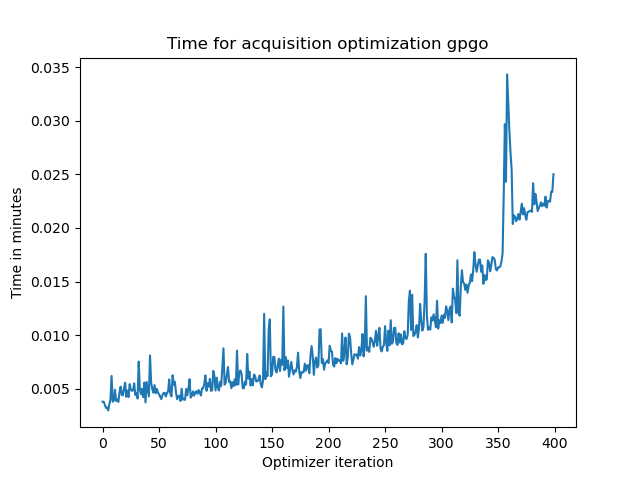 Time for acquisition optimization gpgo
0.035
0.030
0.025
0.020
0.015
0.010
0.005
Time in minutes
0 50 100 150 200 250 300 350 400
Optimizer iteration